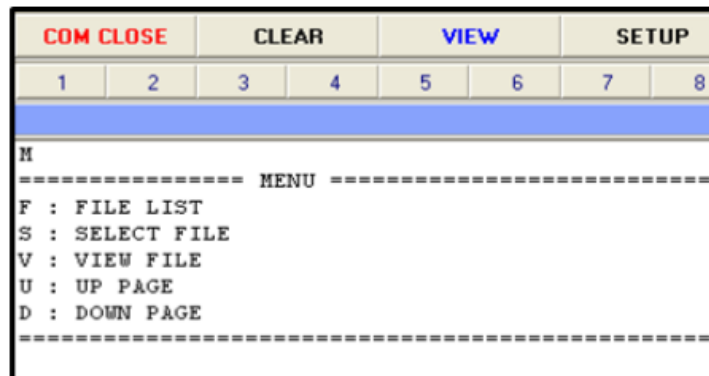 COM CLOSE CLEAR VIEW SETUP
1 2 3 4 5 6 7 8
M
================ MENU ===========================
F : FILE LIST
S : SELECT FILE
V : VIEW FILE
U : UP PAGE
D : DOWN PAGE
=================================================